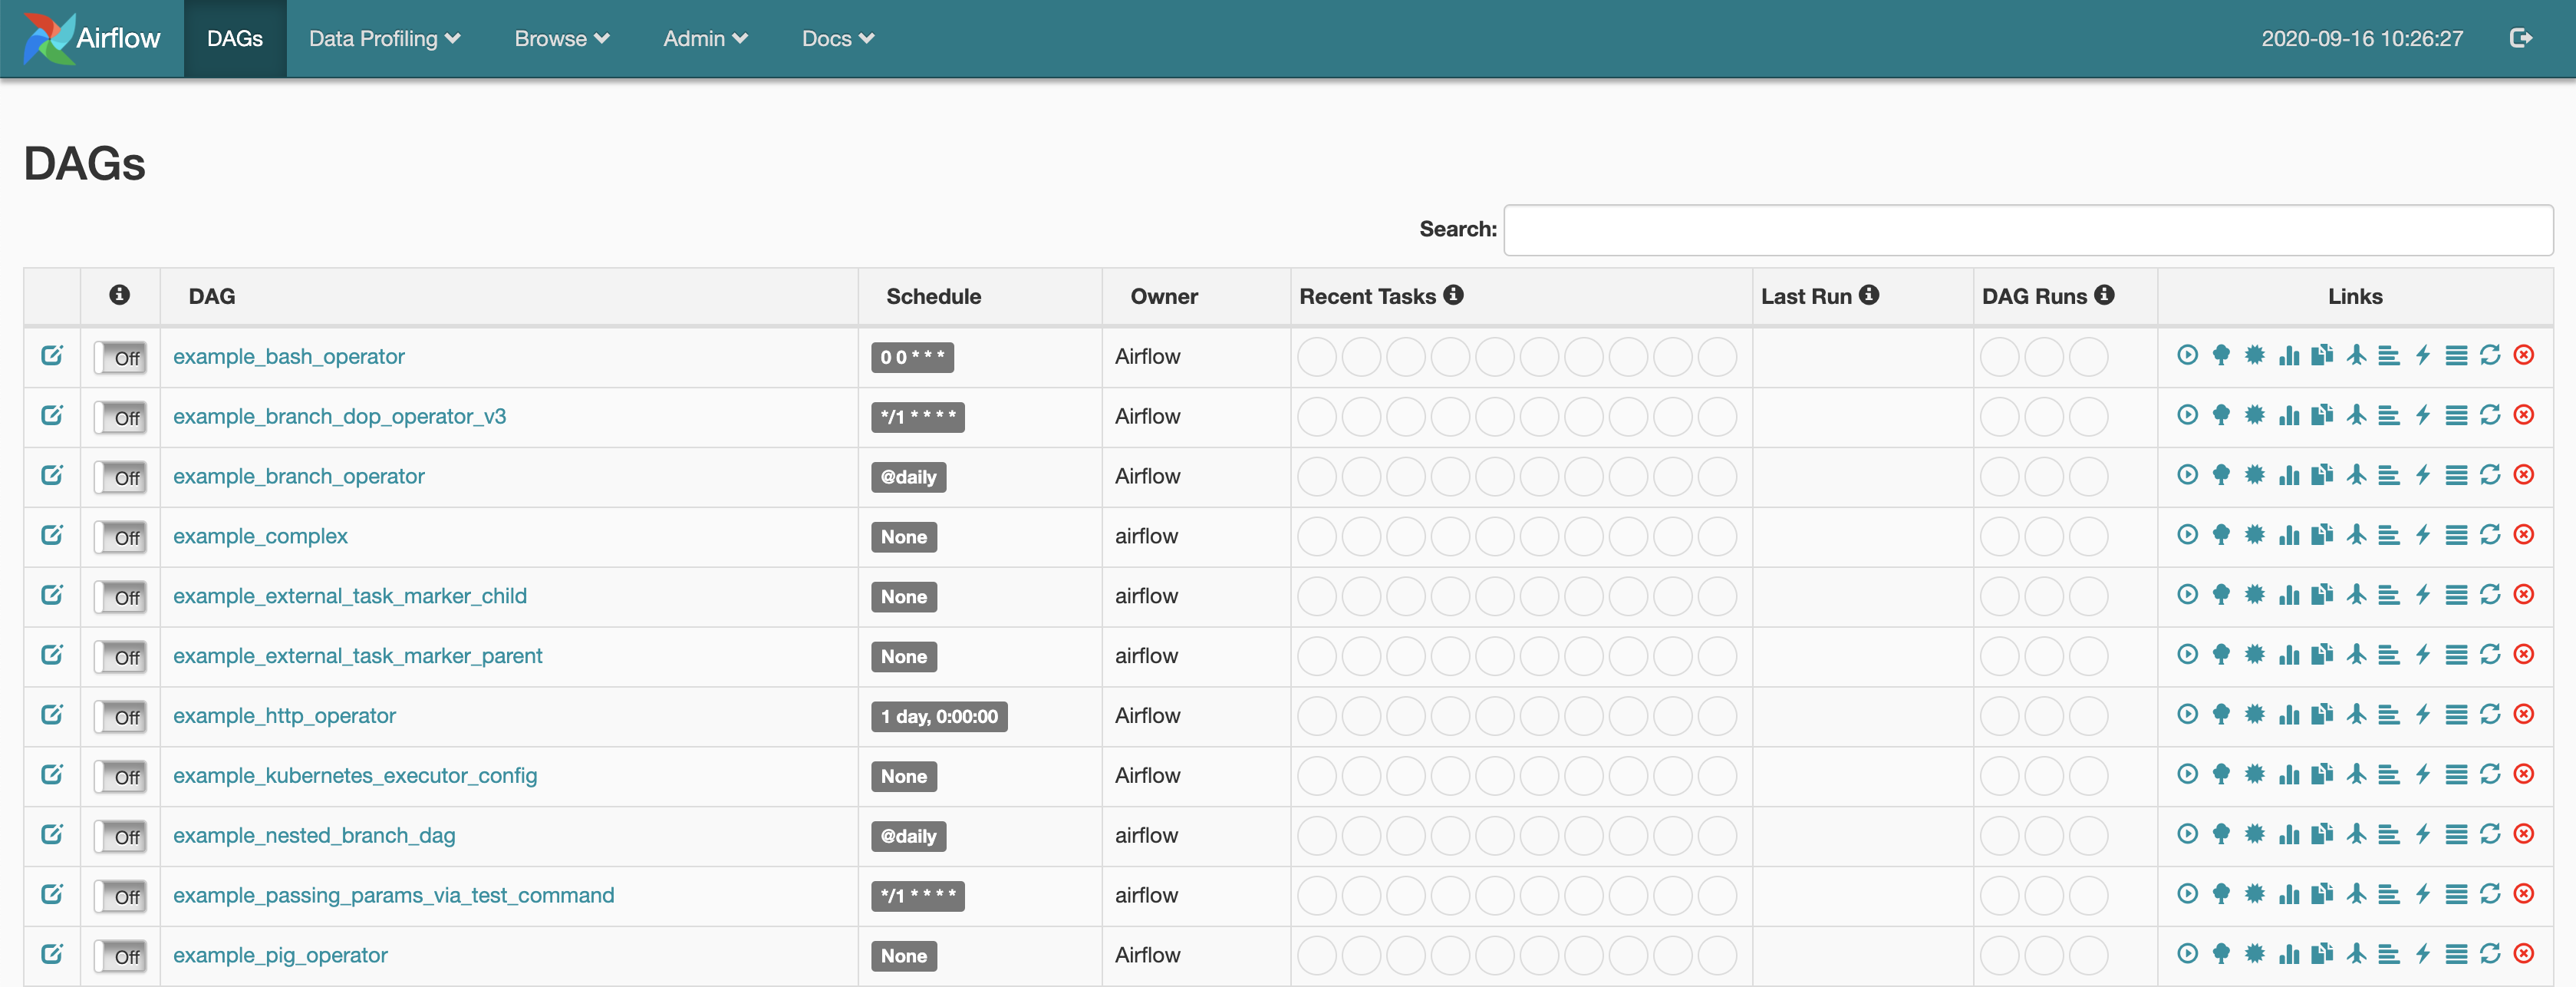 Airflow DAGs Data Profiling Browse Admin Docs 2020-09-16 10:26:27
DAGs
Search:
DAG Schedule Owner Recent Tasks Last Run DAG Runs Links
Off example_bash_operator 0 0 * * * Airflow
Off example_branch_dop_operator_v3 */1 * * * * Airflow
Off example_branch_operator @daily Airflow
Off example_complex None airflow
Off example_external_task_marker_child None airflow
Off example_external_task_marker_parent None airflow
Off example_http_operator 1 day, 0:00:00 Airflow
Off example_kubernetes_executor_config None Airflow
Off example_nested_branch_dag @daily airflow
Off example_passing_params_via_test_command */1 * * * * airflow
Off example_pig_operator None Airflow